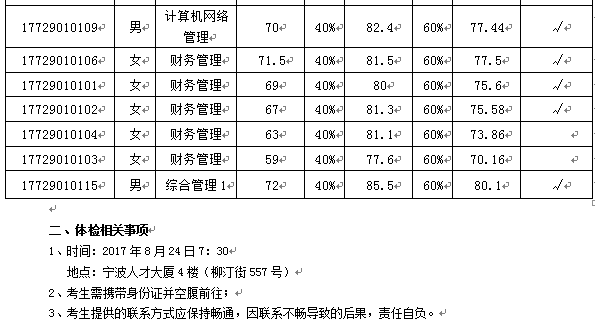 17729010109 男 计算机网络管理 70 40% 82.4 60% 77.44 √
17729010106 女 财务管理 71.5 40% 81.5 60% 77.5 √
17729010101 女 财务管理 69 40% 80 60% 75.6 √
17729010102 女 财务管理 67 40% 81.3 60% 75.58 √
17729010104 女 财务管理 63 40% 81.1 60% 73.86
17729010103 女 财务管理 59 40% 77.6 60% 70.16
17729010115 男 综合管理1 72 40% 85.5 60% 80.1 √
二、体检相关事项
1、时间：2017年8月24日7：30
地点：宁波人才大厦4楼（柳汀街557号）
2、考生需携带身份证并空腹前往；
3、考生提供的联系方式应保持畅通，因联系不畅导致的后果，责任自负。